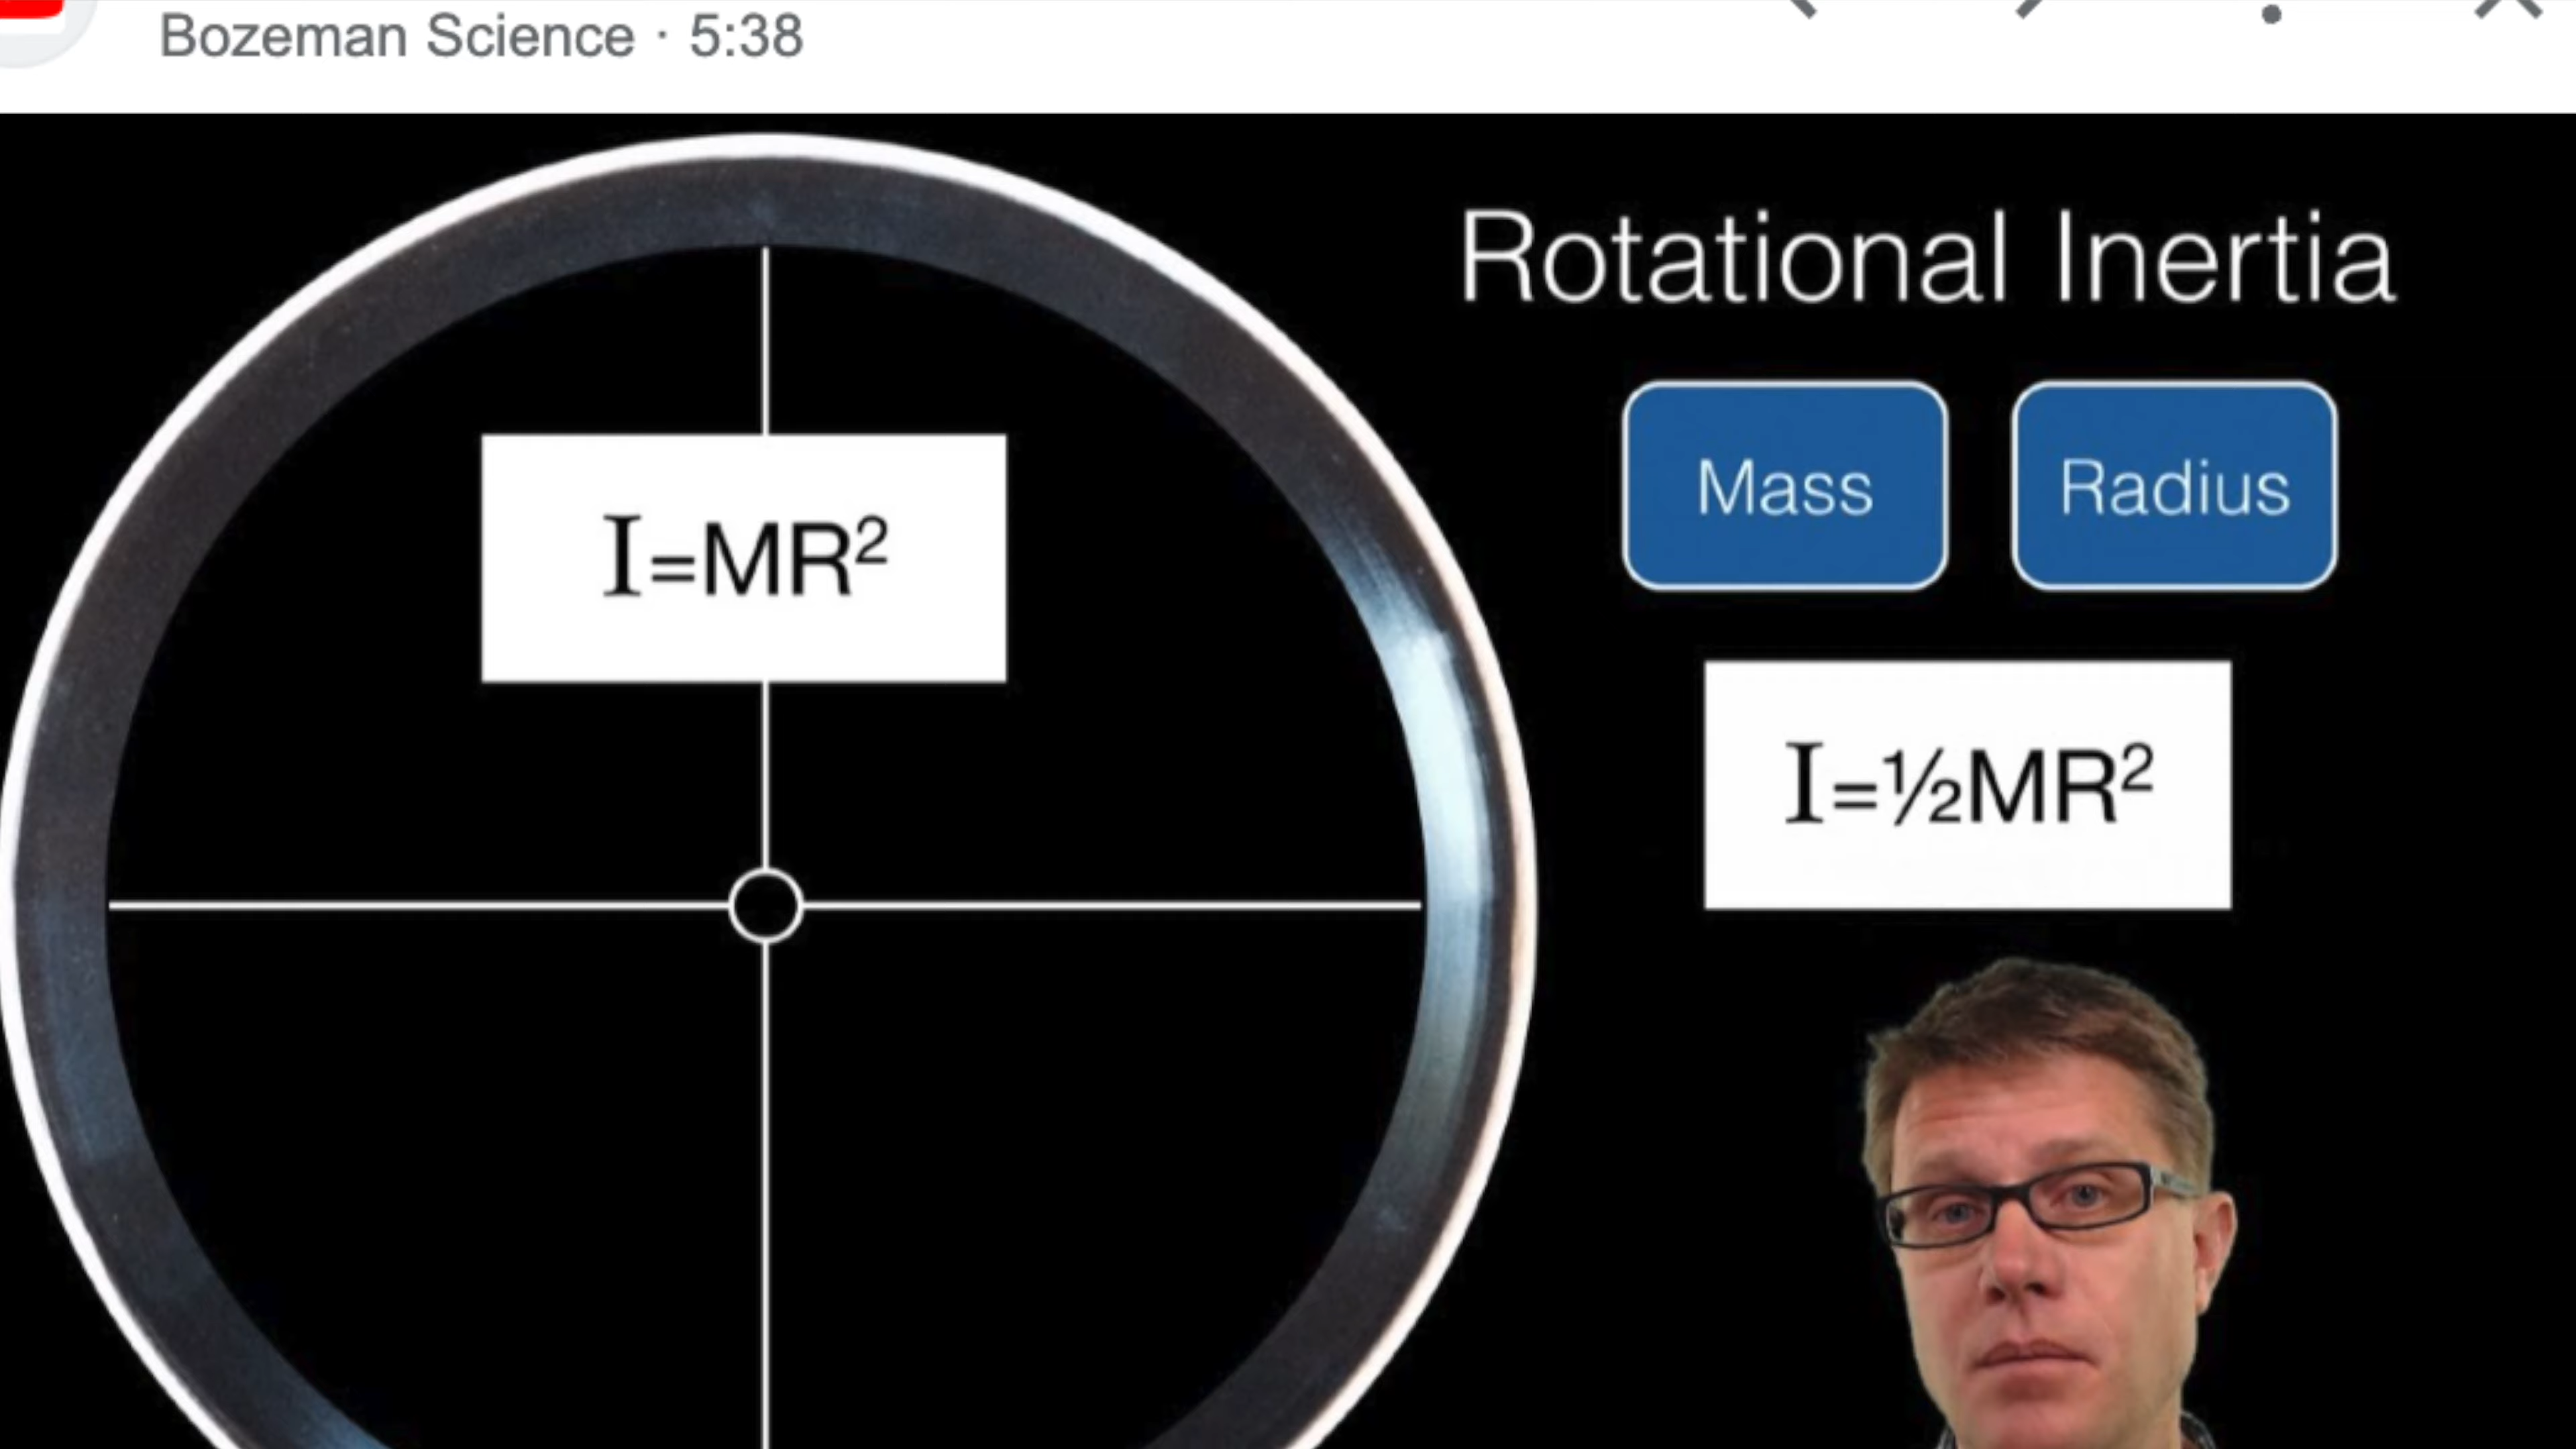 Bozeman Science · 5:38
Rotational Inertia
Mass
Radius
I=MR²
I=½MR²